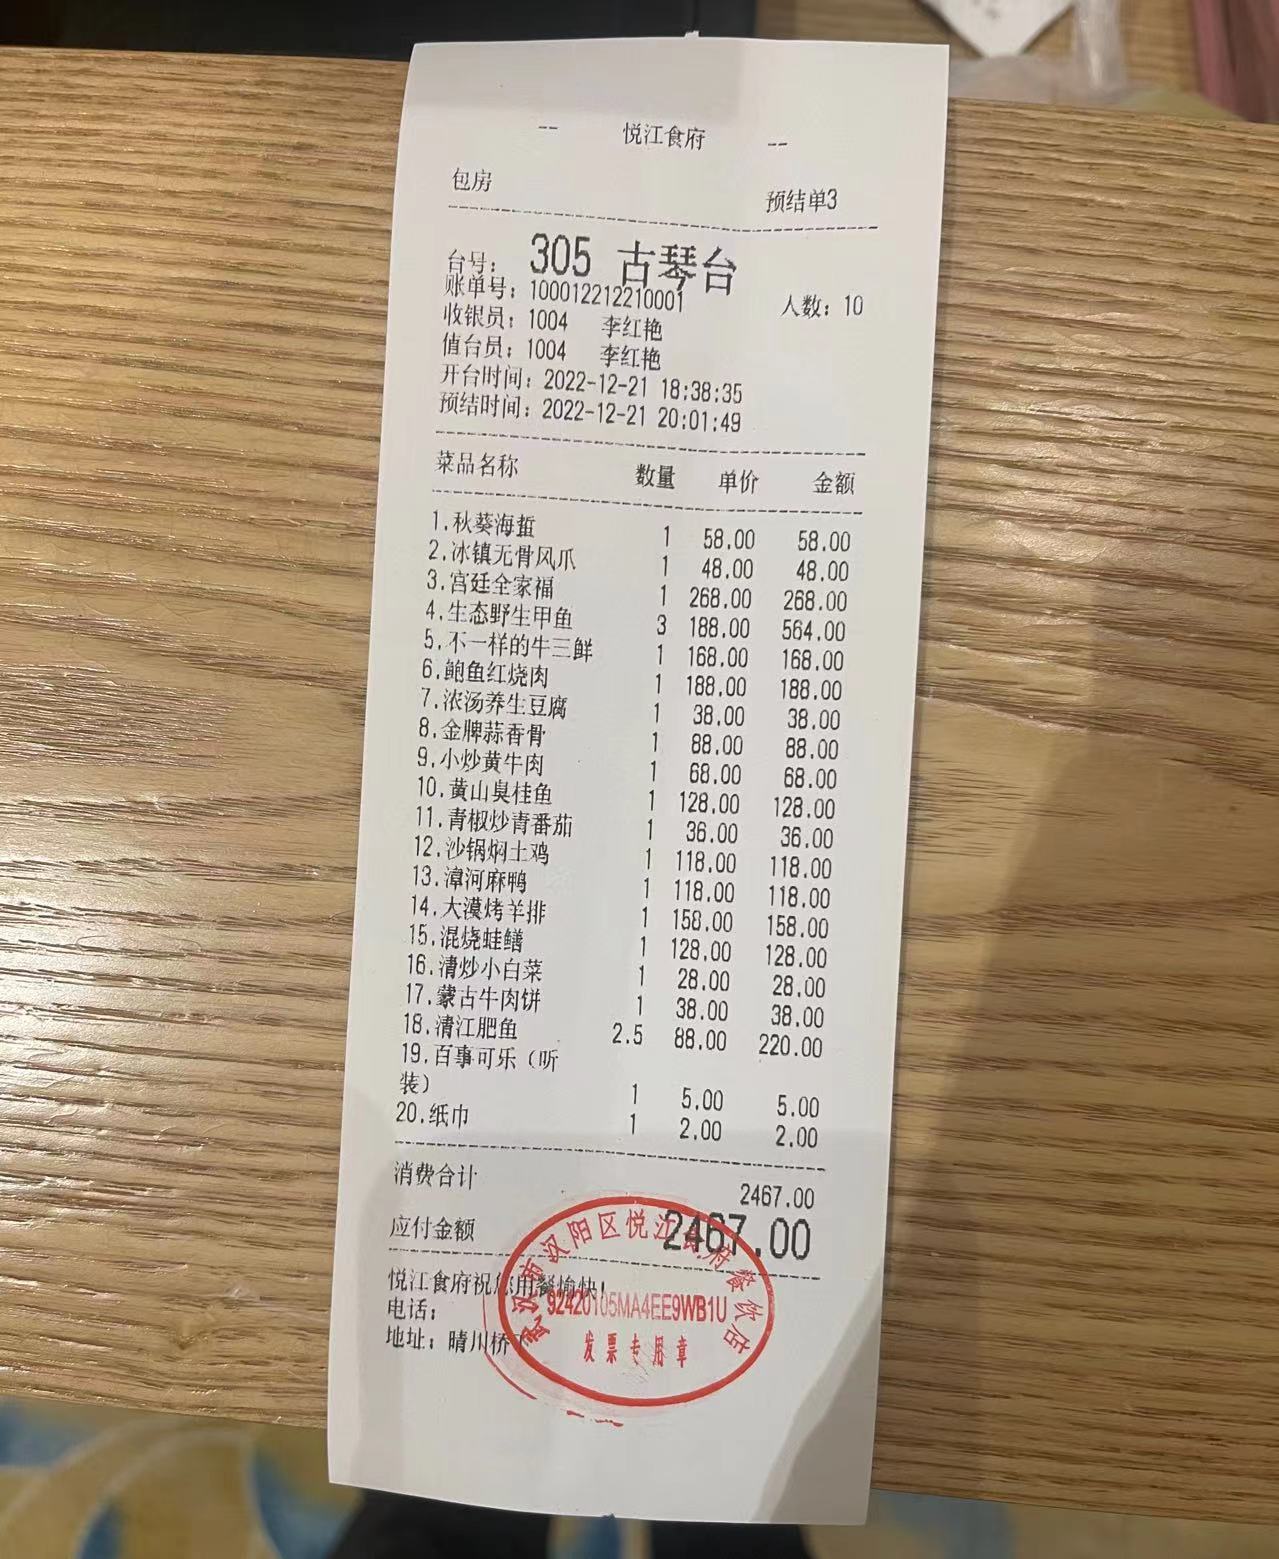 -- 悦江食府 --
包房 预结单3
台号： 305 古琴台
账单号：100012212210001 人数：10
收银员：1004 李红艳
值台员：1004 李红艳
开台时间：2022-12-21 18:38:35
预结时间：2022-12-21 20:01:49
菜品名称 数量 单价 金额
1.秋葵海蜇 1 58.00 58.00
2.冰镇无骨风爪 1 48.00 48.00
3.宫廷全家福 1 268.00 268.00
4.生态野生甲鱼 3 188.00 564.00
5.不一样的牛三鲜 1 168.00 168.00
6.鲍鱼红烧肉 1 188.00 188.00
7.浓汤养生豆腐 1 38.00 38.00
8.金牌蒜香骨 1 88.00 88.00
9.小炒黄牛肉 1 68.00 68.00
10.黄山臭桂鱼 1 128.00 128.00
11.青椒炒青番茄 1 36.00 36.00
12.沙锅焖土鸡 1 118.00 118.00
13.漳河麻鸭 1 118.00 118.00
14.大漠烤羊排 1 158.00 158.00
15.混烧蛙鳝 1 128.00 128.00
16.清炒小白菜 1 28.00 28.00
17.蒙古牛肉饼 1 38.00 38.00
18.清江肥鱼 2.5 88.00 220.00
19.百事可乐（听
装） 1 5.00 5.00
20.纸巾 1 2.00 2.00
消费合计 2467.00
应付金额 2467.00
悦江食府祝您用餐愉快！
电话：
地址：晴川桥下
武汉市汉阳区悦江食府餐饮店
92420105MA4EE9WB1U
发票专用章